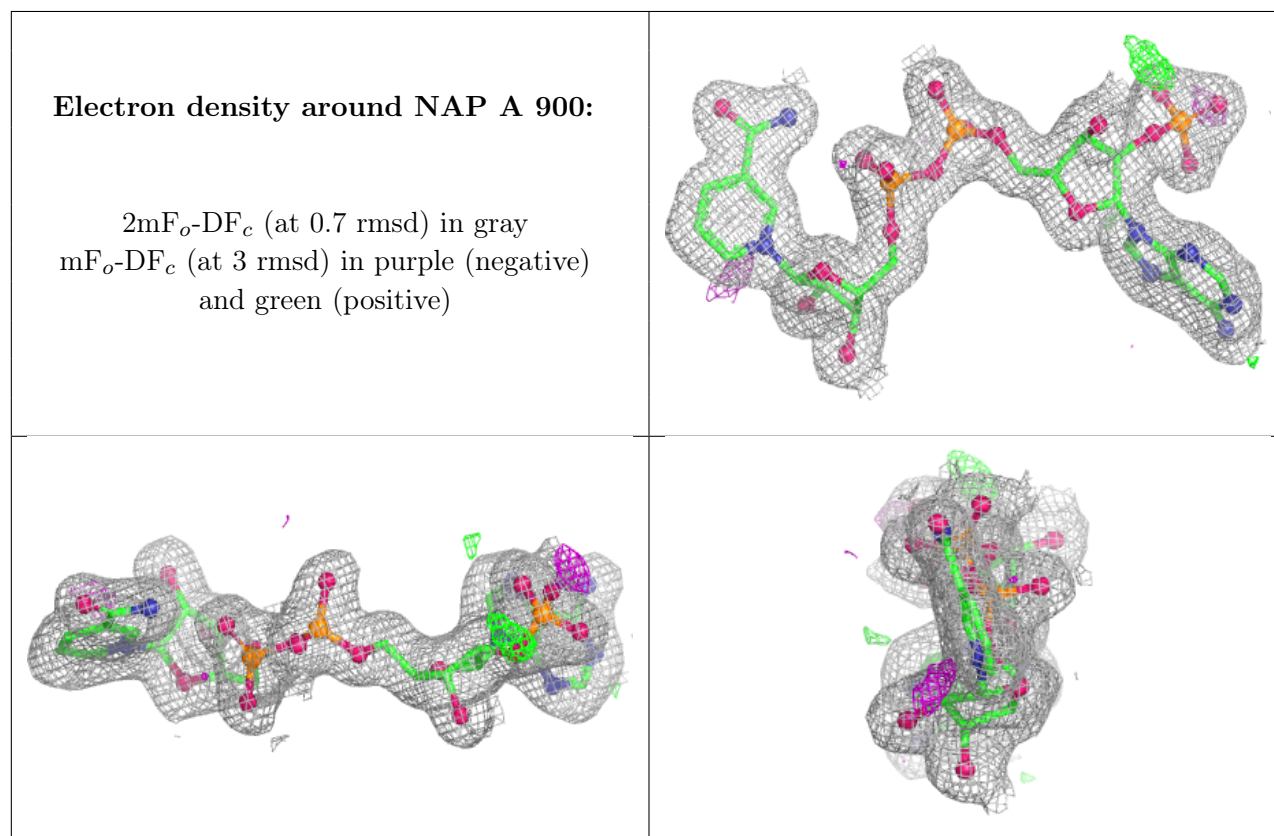 Electron density around NAP A 900:
2mFo-DFc (at 0.7 rmsd) in gray
mFo-DFc (at 3 rmsd) in purple (negative)
and green (positive)